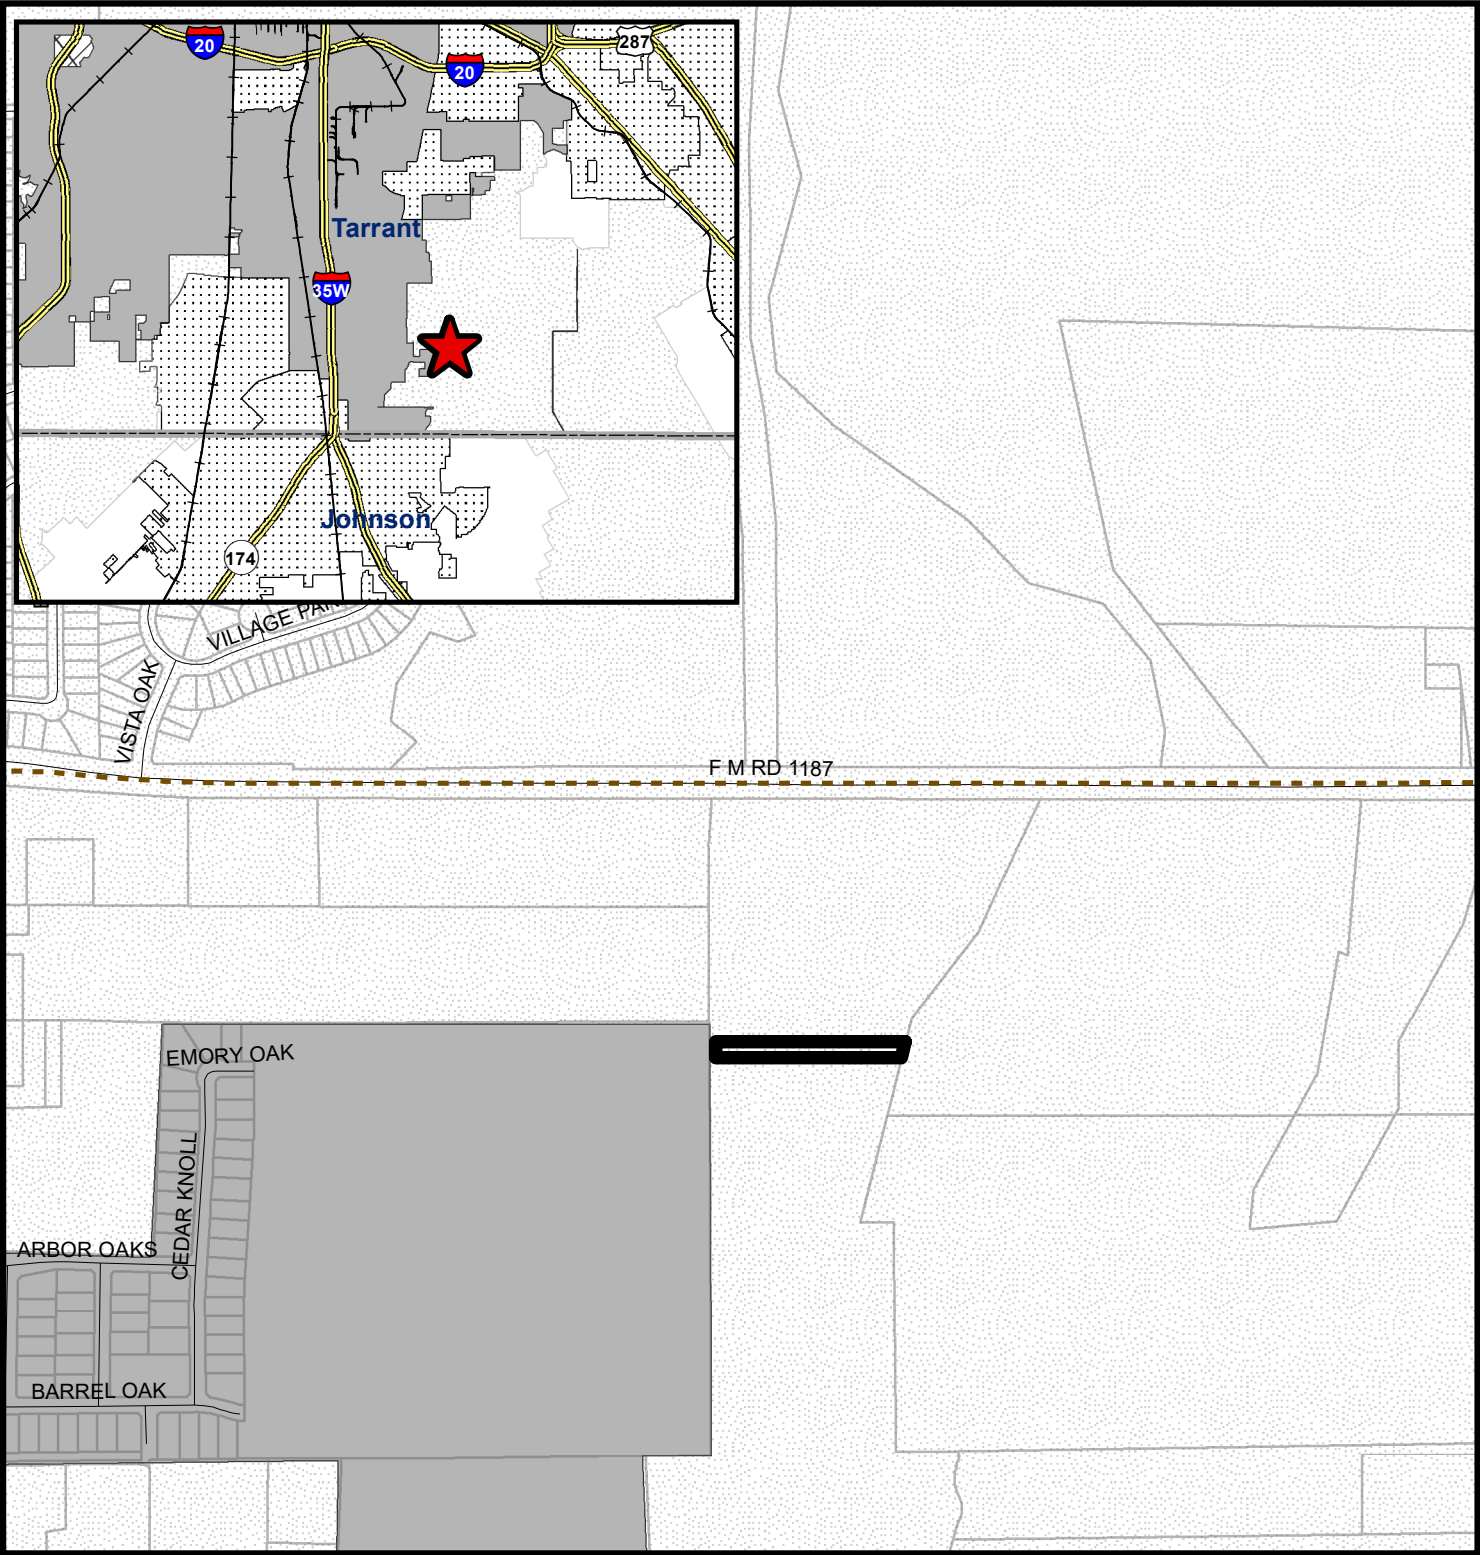 20
20
287
Tarrant
35W
Johnson
174
VILLAGE
VISTA OAK
F M RD 1187
EMORY OAK
CEDAR KNOLL
ARBOR OAKS
BARREL OAK